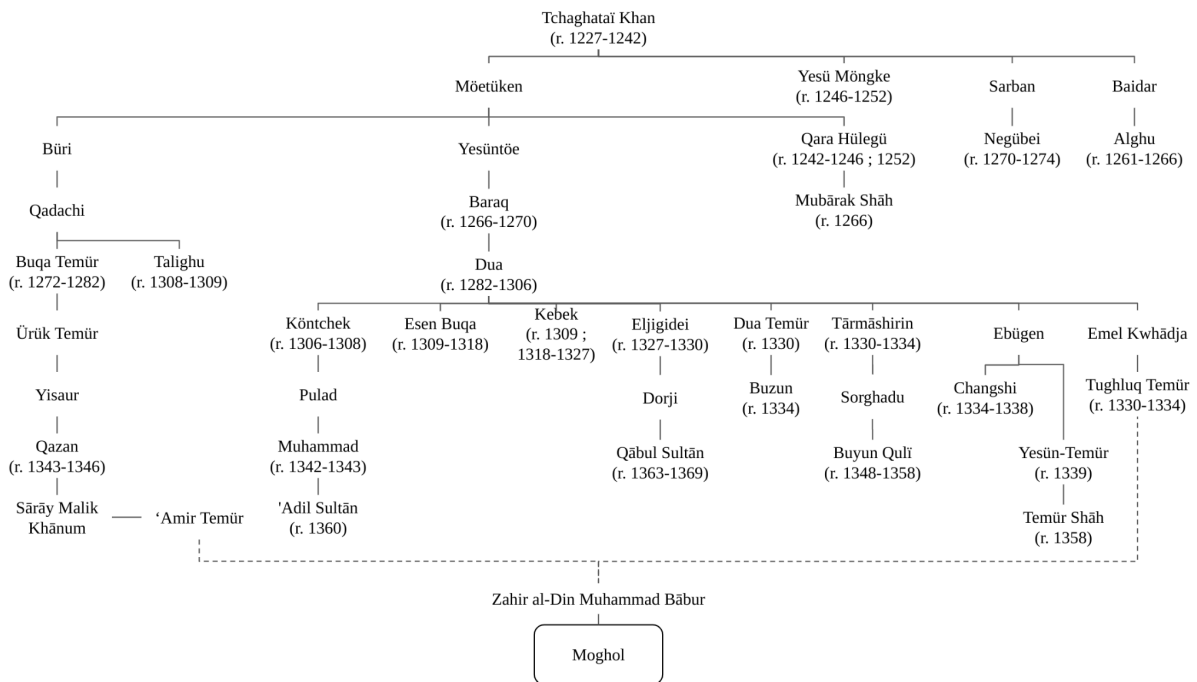 Tchaghataï Khan
(r. 1227-1242)
Möetüken
Yesü Möngke
(r. 1246-1252)
Sarban
Baidar
Büri
Yesüntöe
Qara Hülegü
(r. 1242-1246 ; 1252)
Negübei
(r. 1270-1274)
Alghu
(r. 1261-1266)
Qadachi
Baraq
(r. 1266-1270)
Mubārak Shāh
(r. 1266)
Buqa Temür
(r. 1272-1282)
Talighu
(r. 1308-1309)
Dua
(r. 1282-1306)
Ürük Temür
Köntchek
(r. 1306-1308)
Esen Buqa
(r. 1309-1318)
Kebek
(r. 1309 ;
1318-1327)
Eljigidei
(r. 1327-1330)
Dua Temür
(r. 1330)
Tārmāshirin
(r. 1330-1334)
Ebügen
Emel Kwhādja
Yisaur
Pulad
Dorji
Buzun
(r. 1334)
Sorghadu
Changshi
(r. 1334-1338)
Tughluq Temür
(r. 1330-1334)
Qazan
(r. 1343-1346)
Muhammad
(r. 1342-1343)
Qābul Sultān
(r. 1363-1369)
Buyun Qulï
(r. 1348-1358)
Yesün-Temür
(r. 1339)
Sārāy Malik
Khānum
‘Amir Temür
'Adil Sultān
(r. 1360)
Temür Shāh
(r. 1358)
Zahir al-Din Muhammad Bābur
Moghol